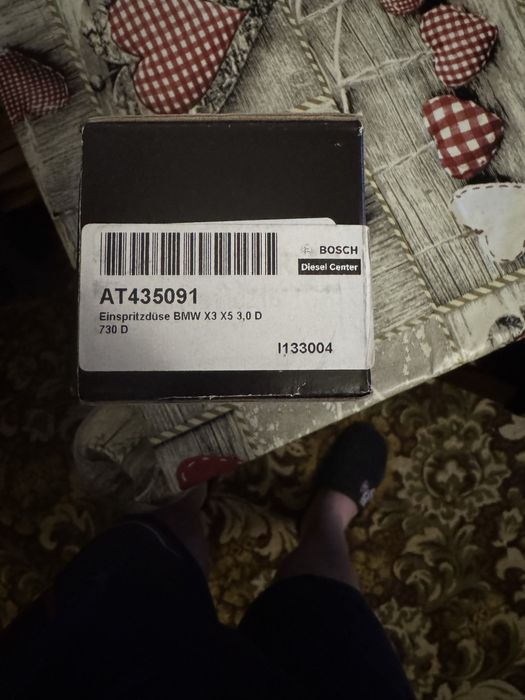 BOSCH
Diesel Center
AT435091
Einspritzdüse BMW X3 X5 3,0 D
730 D
I133004